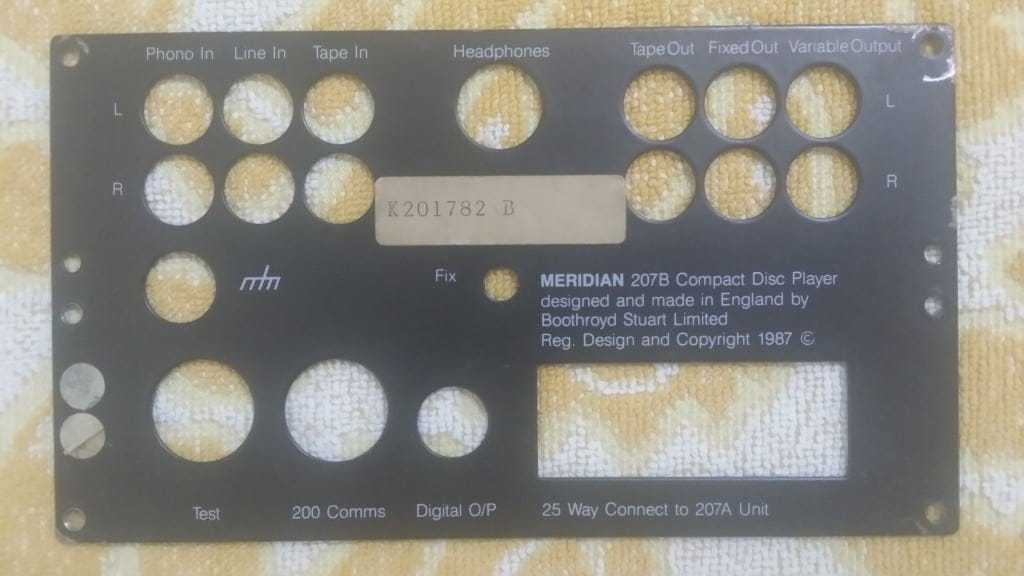 Phono In Line In Tape In Headphones Tape Out Fixed Out Variable Output
L L
R R
K201782 B
Fix
MERIDIAN 207B Compact Disc Player
designed and made in England by
Boothroyd Stuart Limited
Reg. Design and Copyright 1987 ©
Test 200 Comms Digital O/P 25 Way Connect to 207A Unit